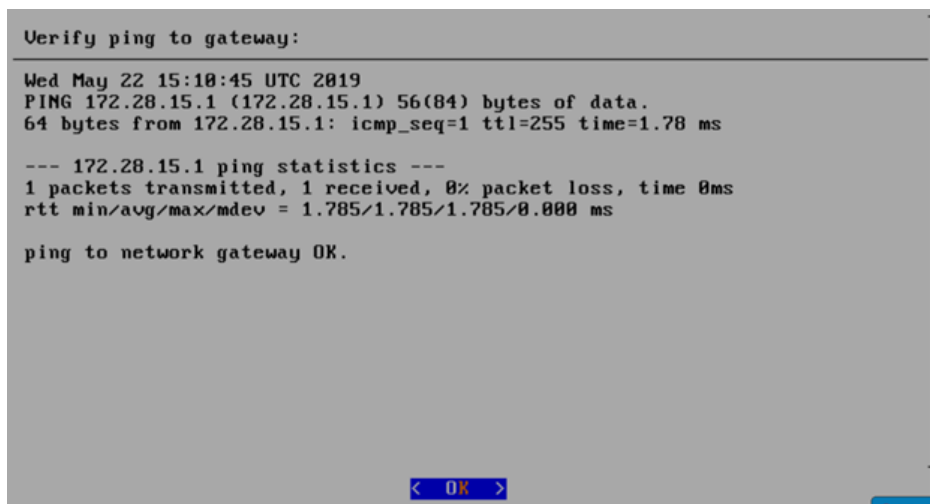 Verify ping to gateway:
Wed May 22 15:10:45 UTC 2019
PING 172.28.15.1 (172.28.15.1) 56(84) bytes of data.
64 bytes from 172.28.15.1: icmp_seq=1 ttl=255 time=1.78 ms
--- 172.28.15.1 ping statistics ---
1 packets transmitted, 1 received, 0% packet loss, time 0ms
rtt min/avg/max/mdev = 1.785/1.785/1.785/0.000 ms
ping to network gateway OK.
< OK >